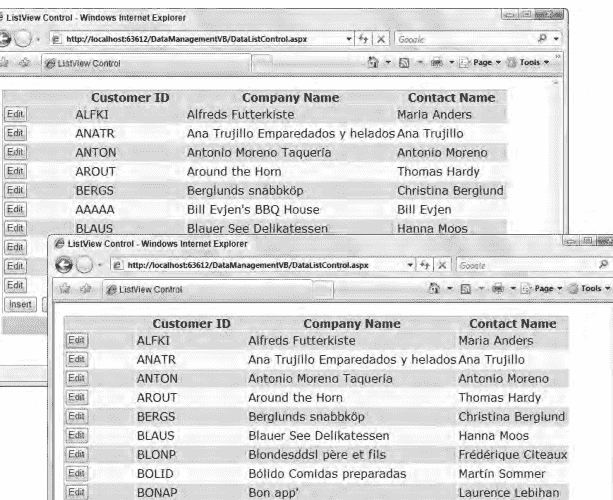 ListView Control - Windows Internet Explorer
http://localhost:63612/DataManagementVB/DataListControl.aspx Google
ListView Control Page Tools
Customer ID Company Name Contact Name
Edit ALFKI Alfreds Futterkiste Maria Anders
Edit ANATR Ana Trujillo Emparedados y helados Ana Trujillo
Edit ANTON Antonio Moreno Taquería Antonio Moreno
Edit AROUT Around the Horn Thomas Hardy
Edit BERGS Berglunds snabbköp Christina Berglund
Edit AAAAA Bill Evjen's BBQ House Bill Evjen
Edit BLAUS Blauer See Delikatessen Hanna Moos
Edit
Edit
Edit
Insert
ListView Control - Windows Internet Explorer
http://localhost:63612/DataManagementVB/DataListControl.aspx Google
ListView Control Page Tools
Customer ID Company Name Contact Name
Edit ALFKI Alfreds Futterkiste Maria Anders
Edit ANATR Ana Trujillo Emparedados y helados Ana Trujillo
Edit ANTON Antonio Moreno Taquería Antonio Moreno
Edit AROUT Around the Horn Thomas Hardy
Edit BERGS Berglunds snabbköp Christina Berglund
Edit BLAUS Blauer See Delikatessen Hanna Moos
Edit BLONP Blondesddsl père et fils Frédérique Citeaux
Edit BOLID Bólido Comidas preparadas Martín Sommer
Edit BONAP Bon app' Laurence Lebihan